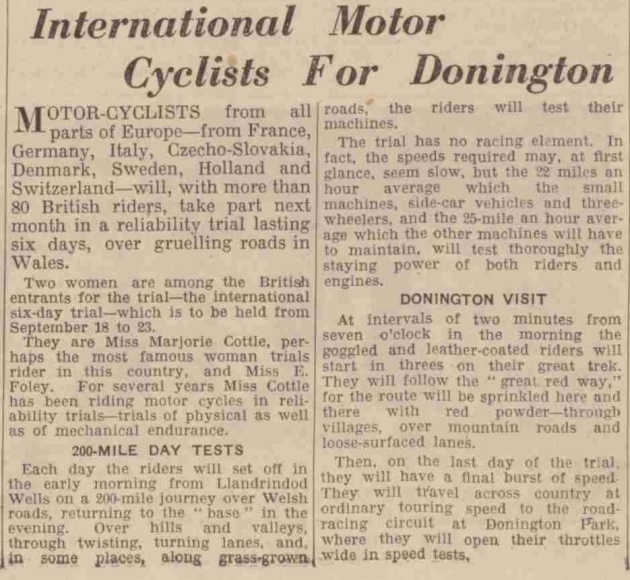 International Motor
Cyclists For Donington
MOTOR-CYCLISTS from all
parts of Europe—from France,
Germany, Italy, Czecho-Slovakia,
Denmark, Sweden, Holland and
Switzerland—will, with more than
80 British riders, take part next
month in a reliability trial lasting
six days, over gruelling roads in
Wales.
Two women are among the British
entrants for the trial—the international
six-day trial—which is to be held from
September 18 to 23.
They are Miss Marjorie Cottle, per-
haps the most famous woman trials
rider in this country, and Miss E.
Foley. For several years Miss Cottle
has been riding motor cycles in reli-
ability trials—trials of physical as well
as of mechanical endurance.
200-MILE DAY TESTS
Each day the riders will set off in
the early morning from Llandrindod
Wells on a 200-mile journey over Welsh
roads, returning to the "base" in the
evening. Over hills and valleys,
through twisting, turning lanes, and,
in some places, along grass-grown
roads, the riders will test their
machines.
The trial has no racing element. In
fact, the speeds required may, at first
glance, seem slow, but the 22 miles an
hour average which the small
machines, side-car vehicles and three-
wheelers, and the 25-mile an hour aver-
age which the other machines will have
to maintain, will test thoroughly the
staying power of both riders and
engines.
DONINGTON VISIT
At intervals of two minutes from
seven o'clock in the morning the
goggled and leather-coated riders will
start in threes on their great trek.
They will follow the "great red way,"
for the route will be sprinkled here and
there with red powder—through
villages, over mountain roads and
loose-surfaced lanes.
Then, on the last day of the trial,
they will have a final burst of speed.
They will travel across country at
ordinary touring speed to the road-
racing circuit at Donington Park,
where they will open their throttles
wide in speed tests,